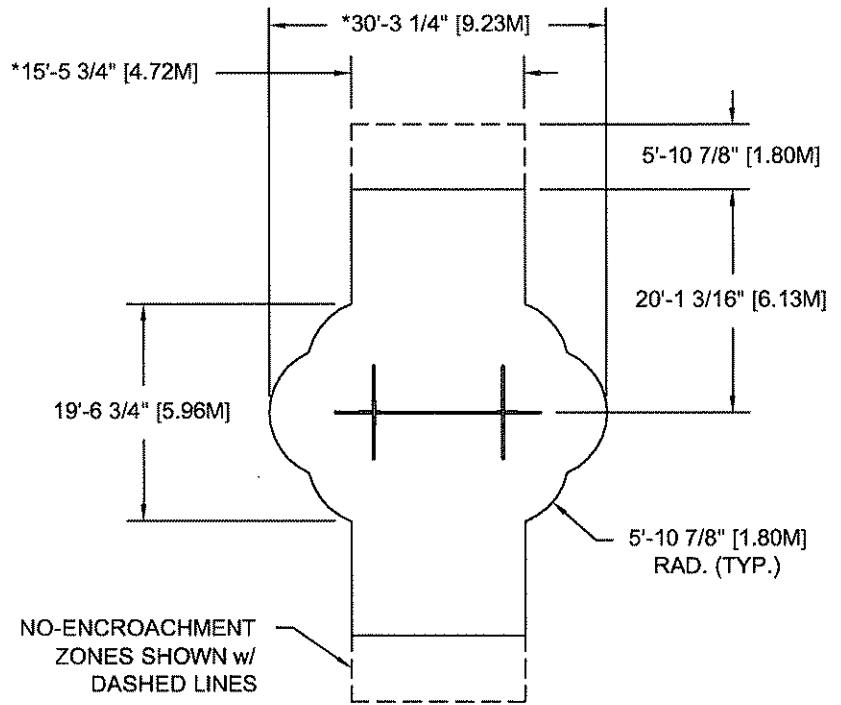 *30'-3 1/4" [9.23M]
*15'-5 3/4" [4.72M]
5'-10 7/8" [1.80M]
20'-1 3/16" [6.13M]
19'-6 3/4" [5.96M]
5'-10 7/8" [1.80M]
RAD. (TYP.)
NO-ENCROACHMENT
ZONES SHOWN w/
DASHED LINES